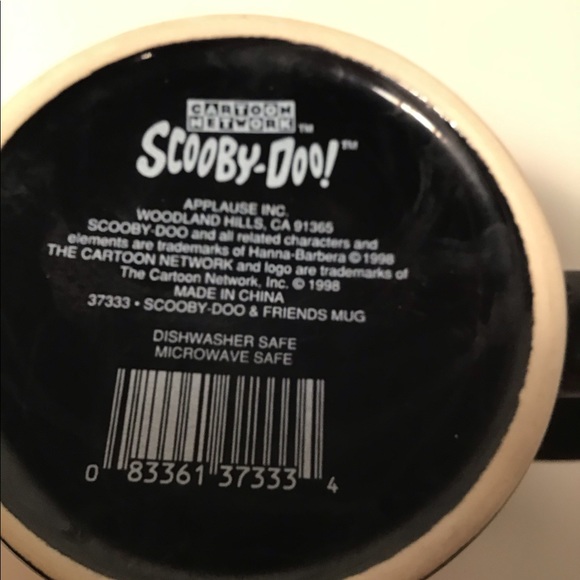 CARTOON
NETWORK™
SCOOBY-DOO!™
APPLAUSE INC.
WOODLAND HILLS, CA 91365
SCOOBY-DOO and all related characters and
elements are trademarks of Hanna-Barbera © 1998
THE CARTOON NETWORK and logo are trademarks of
The Cartoon Network, Inc. © 1998
MADE IN CHINA
37333 • SCOOBY-DOO & FRIENDS MUG
DISHWASHER SAFE
MICROWAVE SAFE
0 83361 37333 4